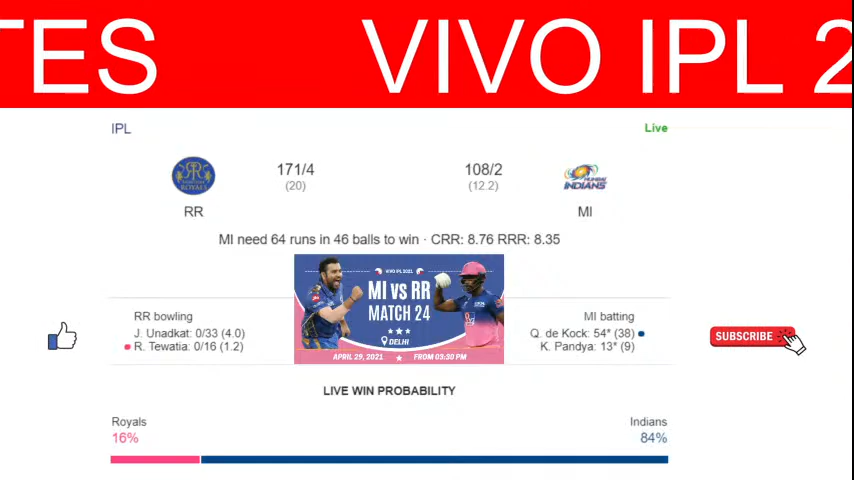 TES VIVO IPL 2
IPL
Live
171/4
108/2
(20)
(12.2)
ROYALS
MUMBAI
INDIANS
RR
MI
MI need 64 runs in 46 balls to win · CRR: 8.76 RRR: 8.35
VIVO IPL 2021
MI vs RR
MATCH 24
DELHI
APRIL 29, 2021 FROM 03:30 PM
RR bowling
J. Unadkat: 0/33 (4.0)
R. Tewatia: 0/16 (1.2)
MI batting
Q. de Kock: 54* (38)
K. Pandya: 13* (9)
SUBSCRIBE
LIVE WIN PROBABILITY
Royals
Indians
16%
84%